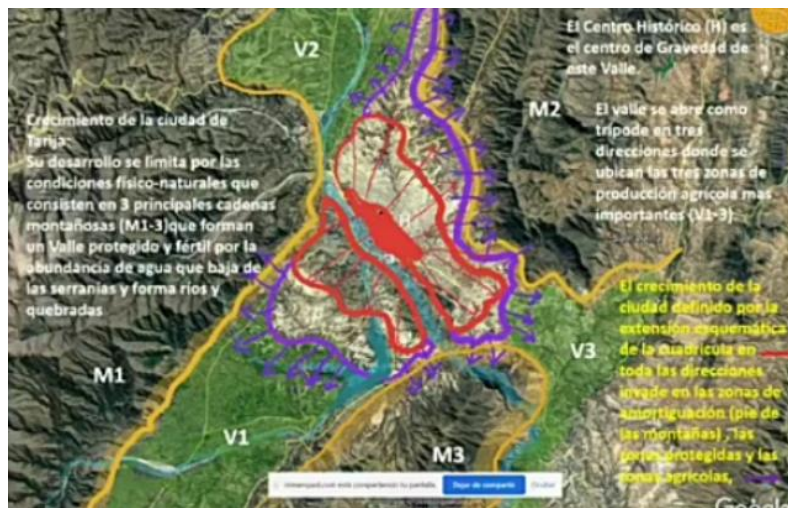 V2
El Centro Histórico (H) es
el centro de Gravedad de
este Valle.
M2
El valle se abre como
trípode en tres
direcciones donde se
ubican las tres zonas de
producción agrícola mas
importantes (V1-3)
Crecimiento de la ciudad de
Tarija:
Su desarrollo se limita por las
condiciones físico-naturales que
consisten en 3 principales cadenas
montañosas (M1-3)que forman
un Valle protegido y fértil por la
abundancia de agua que baja de
las serranías y forma ríos y
quebradas
H
El crecimiento de la
ciudad definido por la
extensión esquemática
de la cuadrícula en
toda las direcciones
invade en las zonas de
amortiguación (pie de
las montañas) , las
zonas protegidas y las
zonas agrícolas,
M1
V3
V1
M3
está compartiendo tu pantalla.
Dejar de compartir
Ocultar
Google